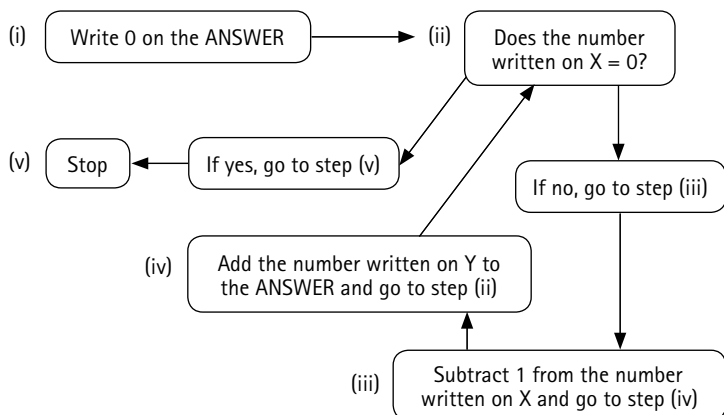 (i) Write 0 on the ANSWER
(ii) Does the number
written on X = 0?
(v) Stop
If yes, go to step (v)
If no, go to step (iii)
(iv) Add the number written on Y to
the ANSWER and go to step (ii)
(iii) Subtract 1 from the number
written on X and go to step (iv)